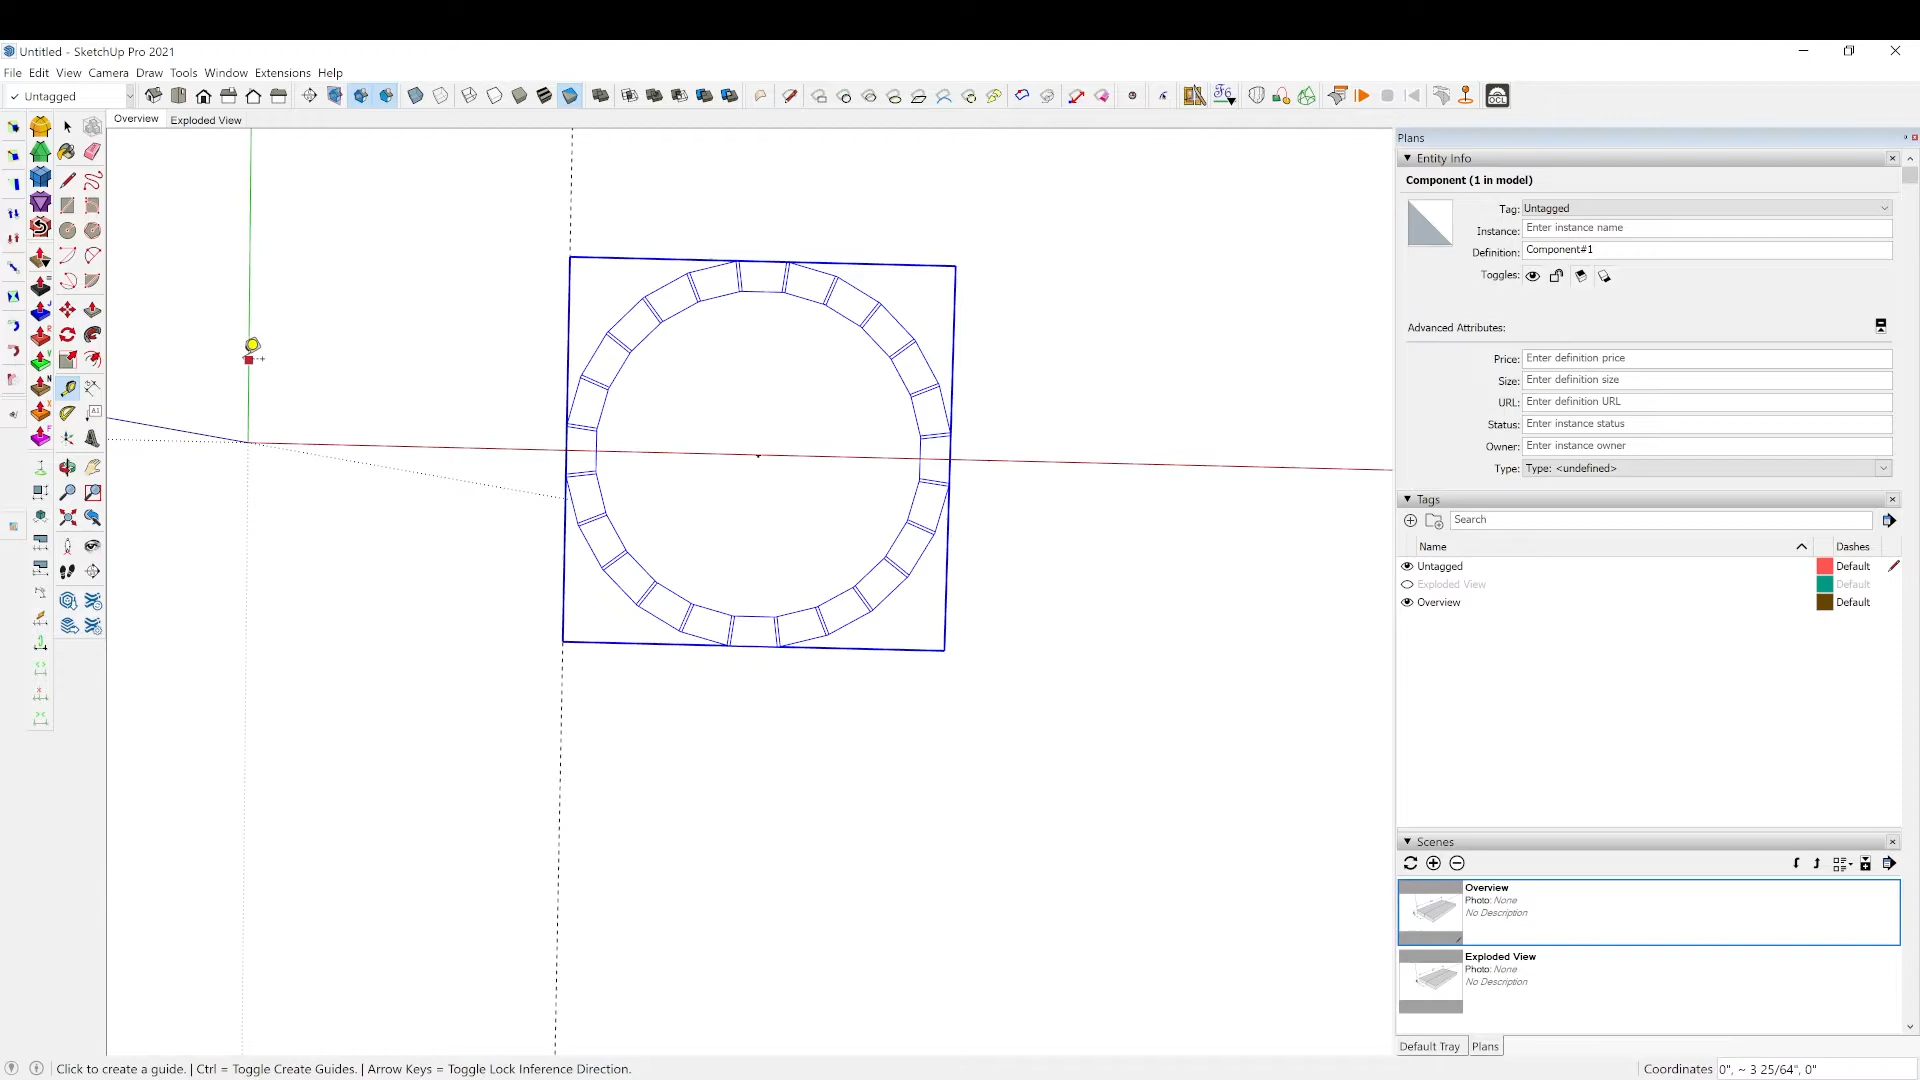 Untitled - SketchUp Pro 2021
File Edit View Camera Draw Tools Window Extensions Help
✓ Untagged
Overview Exploded View
Plans
Entity Info
Component (1 in model)
Tag: Untagged
Instance: Enter instance name
Definition: Component#1
Toggles:
Advanced Attributes:
Price: Enter definition price
Size: Enter definition size
URL: Enter definition URL
Status: Enter instance status
Owner: Enter instance owner
Type: Type: <undefined>
Tags
Search
Name Dashes
Untagged Default
Exploded View Default
Overview Default
Scenes
Overview
Photo: None
No Description
Exploded View
Photo: None
No Description
Default Tray Plans
Click to create a guide. | Ctrl = Toggle Create Guides. | Arrow Keys = Toggle Lock Inference Direction.
Coordinates 0", ~ 3 25/64", 0"